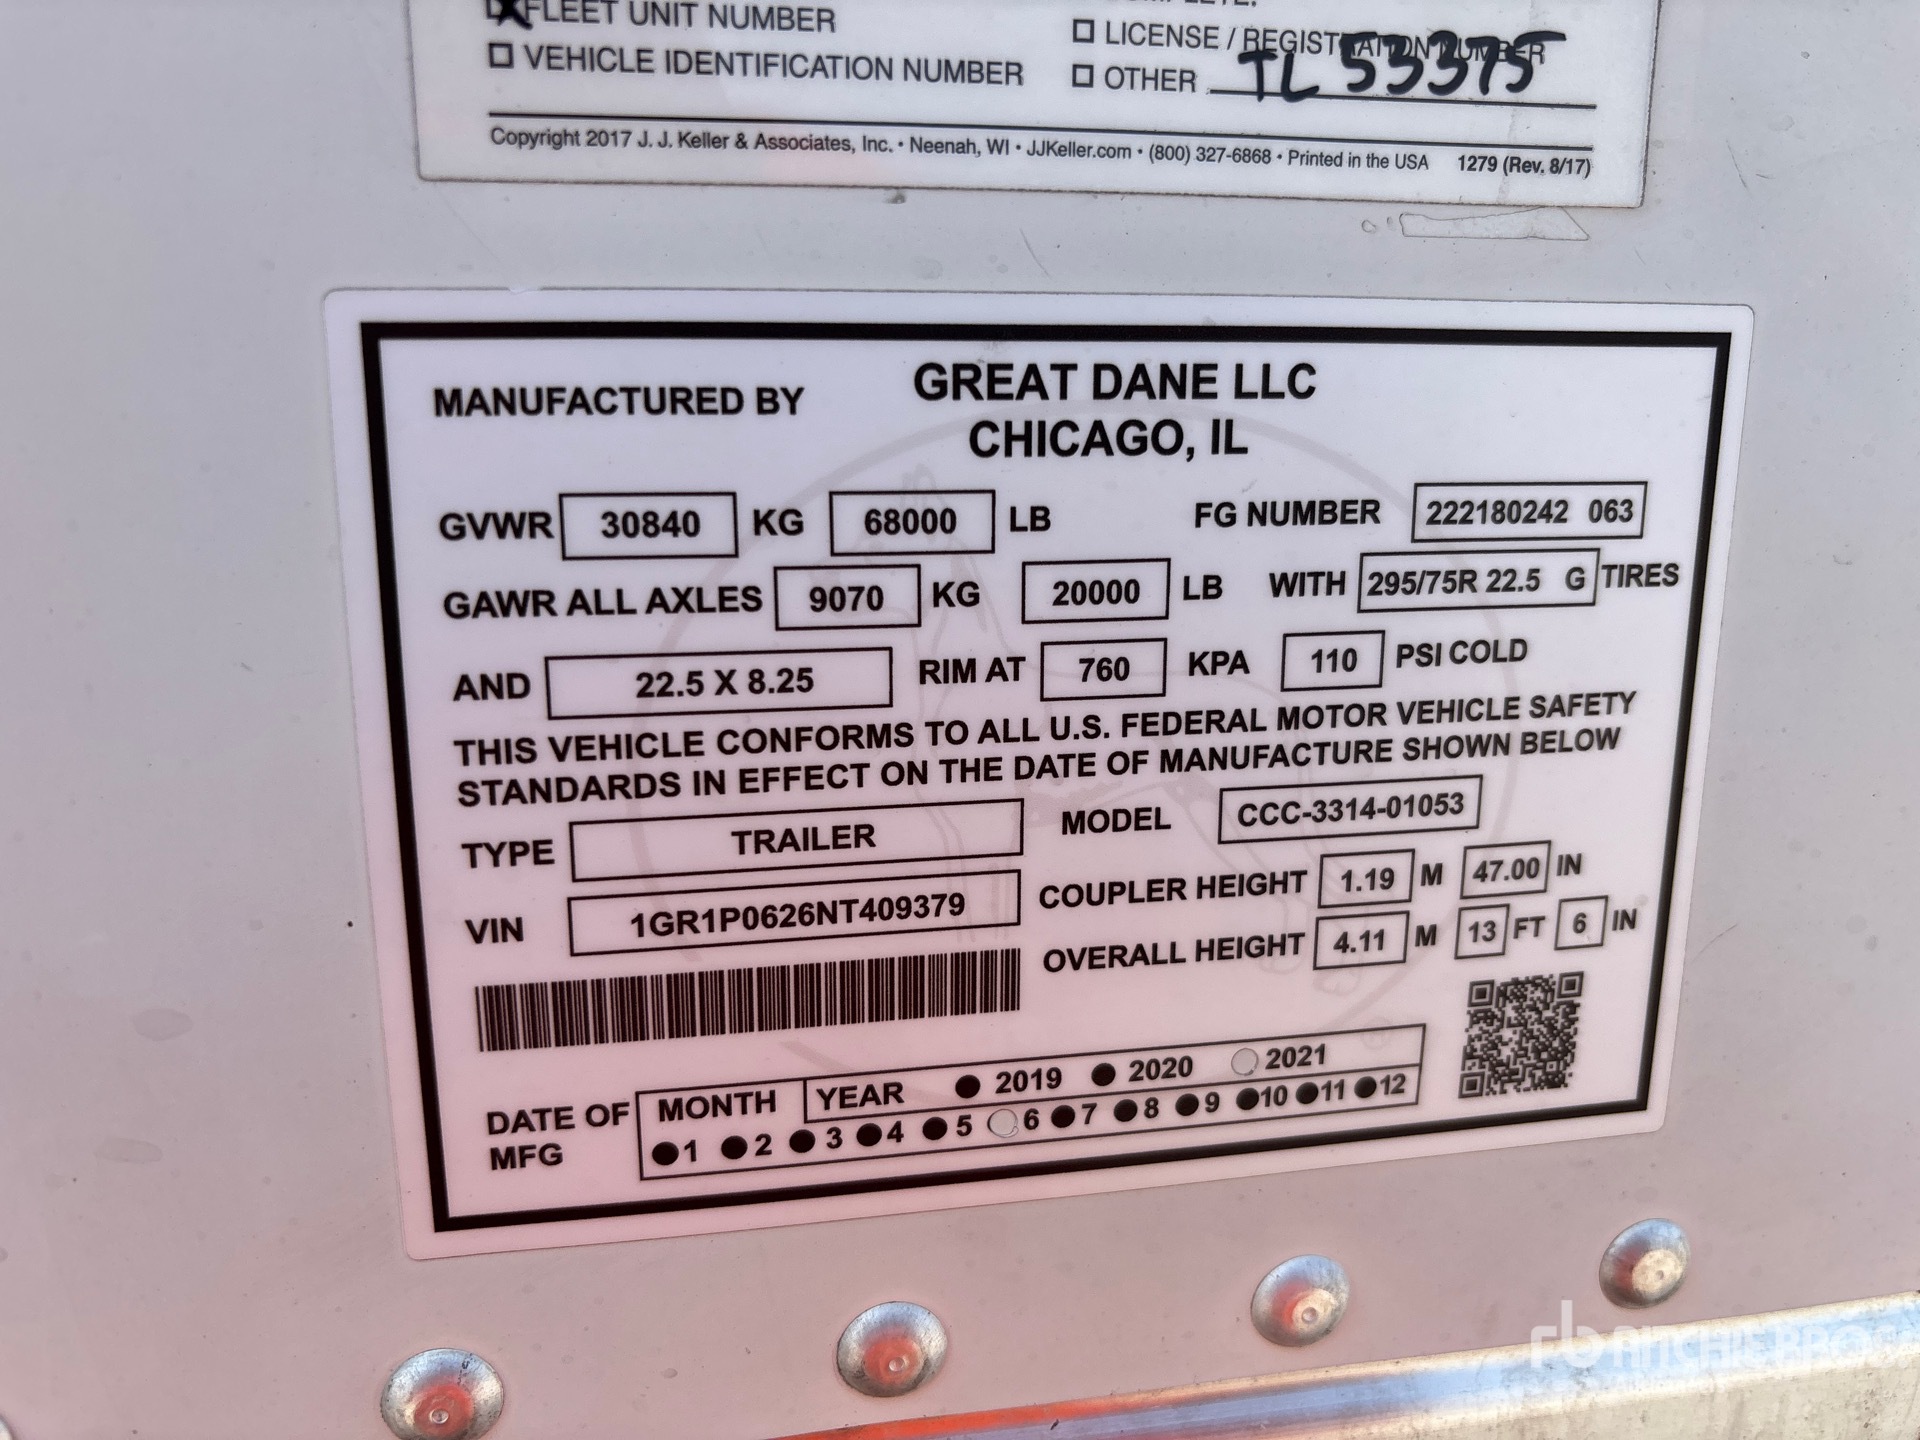 FLEET UNIT NUMBER
☐ VEHICLE IDENTIFICATION NUMBER
☐ LICENSE / REGISTRATION NUMBER
☐ OTHER TL 53375
Copyright 2017 J. J. Keller & Associates, Inc. • Neenah, WI • JJKeller.com • (800) 327-6868 • Printed in the USA 1279 (Rev. 8/17)
MANUFACTURED BY GREAT DANE LLC
CHICAGO, IL
GVWR 30840 KG 68000 LB FG NUMBER 222180242 063
GAWR ALL AXLES 9070 KG 20000 LB WITH 295/75R 22.5 G TIRES
AND 22.5 X 8.25 RIM AT 760 KPA 110 PSI COLD
THIS VEHICLE CONFORMS TO ALL U.S. FEDERAL MOTOR VEHICLE SAFETY
STANDARDS IN EFFECT ON THE DATE OF MANUFACTURE SHOWN BELOW
TYPE TRAILER MODEL CCC-3314-01053
VIN 1GR1P0626NT409379 COUPLER HEIGHT 1.19 M 47.00 IN
OVERALL HEIGHT 4.11 M 13 FT 6 IN
DATE OF MFG
MONTH YEAR ● 2019 ● 2020 ○ 2021
●1 ●2 ●3 ●4 ●5 ○6 ●7 ●8 ●9 ●10 ●11 ●12
rb RITCHIE BROS